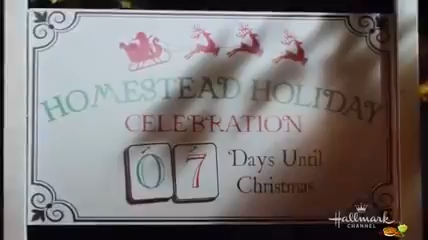 HOMESTEAD HOLIDAY
CELEBRATION
07 Days Until
Christmas
Hallmark
CHANNEL